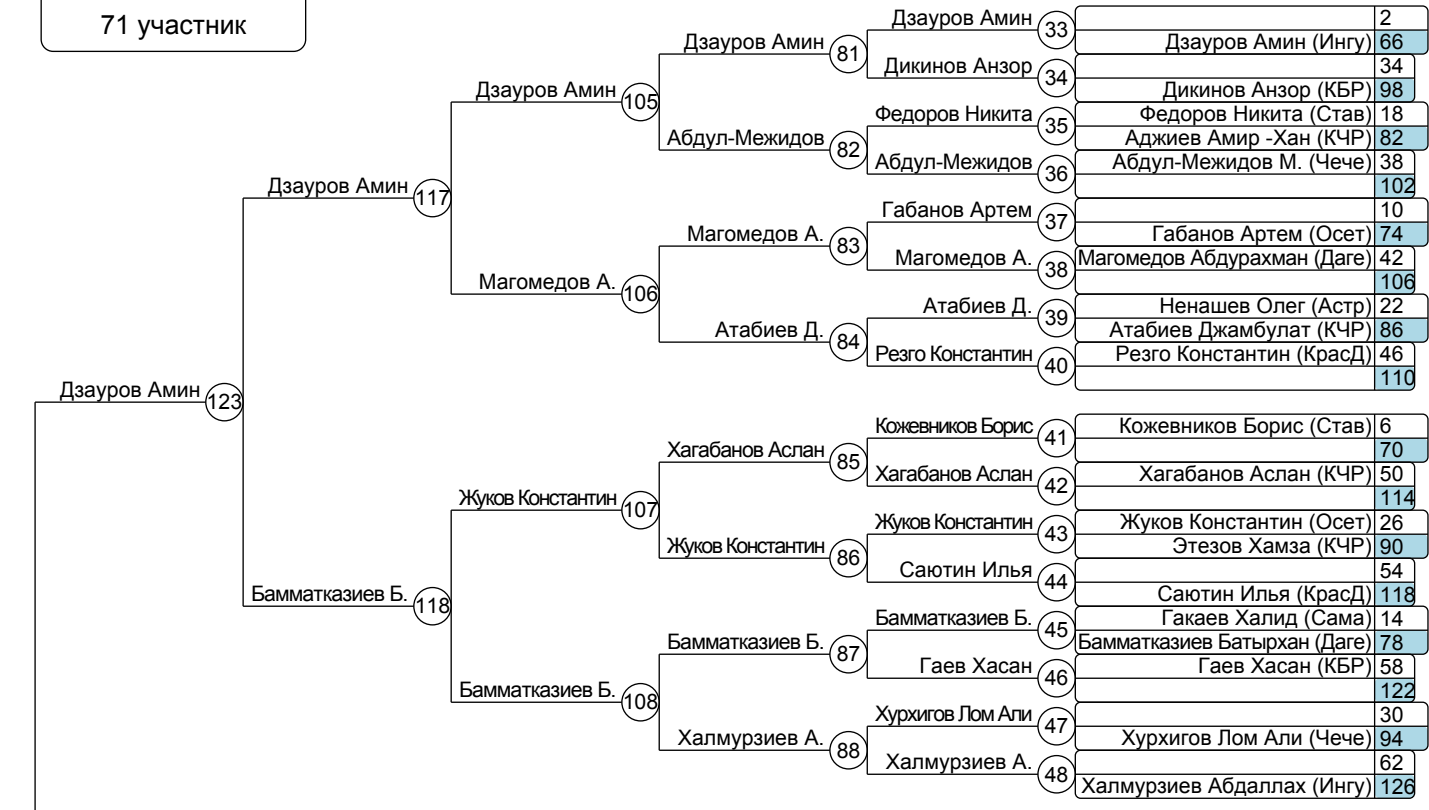 71 участник
Дзауров Амин 123
Дзауров Амин 117
Бамматказиев Б. 118
Дзауров Амин 105
Магомедов А. 106
Жуков Константин 107
Бамматказиев Б. 108
Дзауров Амин 81
Абдул-Межидов 82
Магомедов А. 83
Атабиев Д. 84
Хагабанов Аслан 85
Жуков Константин 86
Бамматказиев Б. 87
Халмурзиев А. 88
Дзауров Амин 33
Дикинов Анзор 34
Федоров Никита 35
Абдул-Межидов 36
Габанов Артем 37
Магомедов А. 38
Атабиев Д. 39
Резго Константин 40
Кожевников Борис 41
Хагабанов Аслан 42
Жуков Константин 43
Саютин Илья 44
Бамматказиев Б. 45
Гаев Хасан 46
Хурхигов Лом Али 47
Халмурзиев А. 48
2
Дзауров Амин (Ингу) 66
34
Дикинов Анзор (КБР) 98
Федоров Никита (Став) 18
Аджиев Амир -Хан (КЧР) 82
Абдул-Межидов М. (Чече) 38
102
10
Габанов Артем (Осет) 74
Магомедов Абдурахман (Даге) 42
106
Ненашев Олег (Астр) 22
Атабиев Джамбулат (КЧР) 86
Резго Константин (КрасД) 46
110
Кожевников Борис (Став) 6
70
Хагабанов Аслан (КЧР) 50
114
Жуков Константин (Осет) 26
Этезов Хамза (КЧР) 90
54
Саютин Илья (КрасД) 118
Гакаев Халид (Сама) 14
Бамматказиев Батырхан (Даге) 78
Гаев Хасан (КБР) 58
122
30
Хурхигов Лом Али (Чече) 94
62
Халмурзиев Абдаллах (Ингу) 126